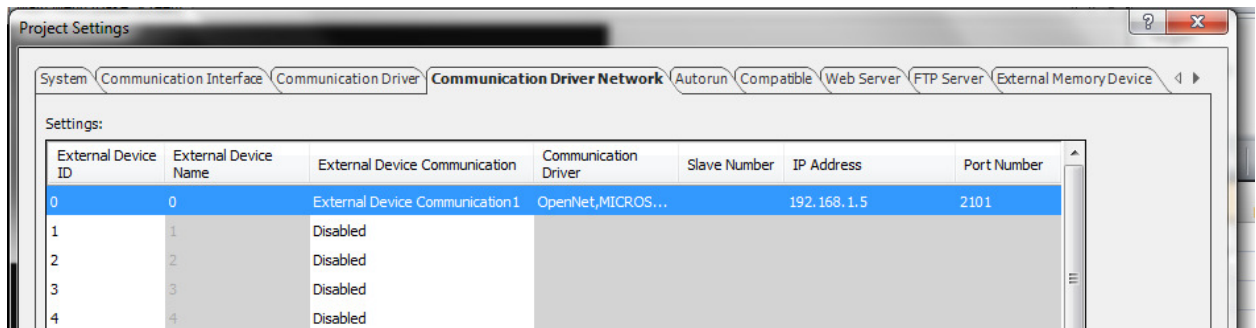 Project Settings
System Communication Interface Communication Driver Communication Driver Network Autorun Compatible Web Server FTP Server External Memory Device
Settings:
External Device ID External Device Name External Device Communication Communication Driver Slave Number IP Address Port Number
0 0 External Device Communication1 OpenNet,MICROS... 192.168.1.5 2101
1 1 Disabled
2 2 Disabled
3 3 Disabled
4 4 Disabled